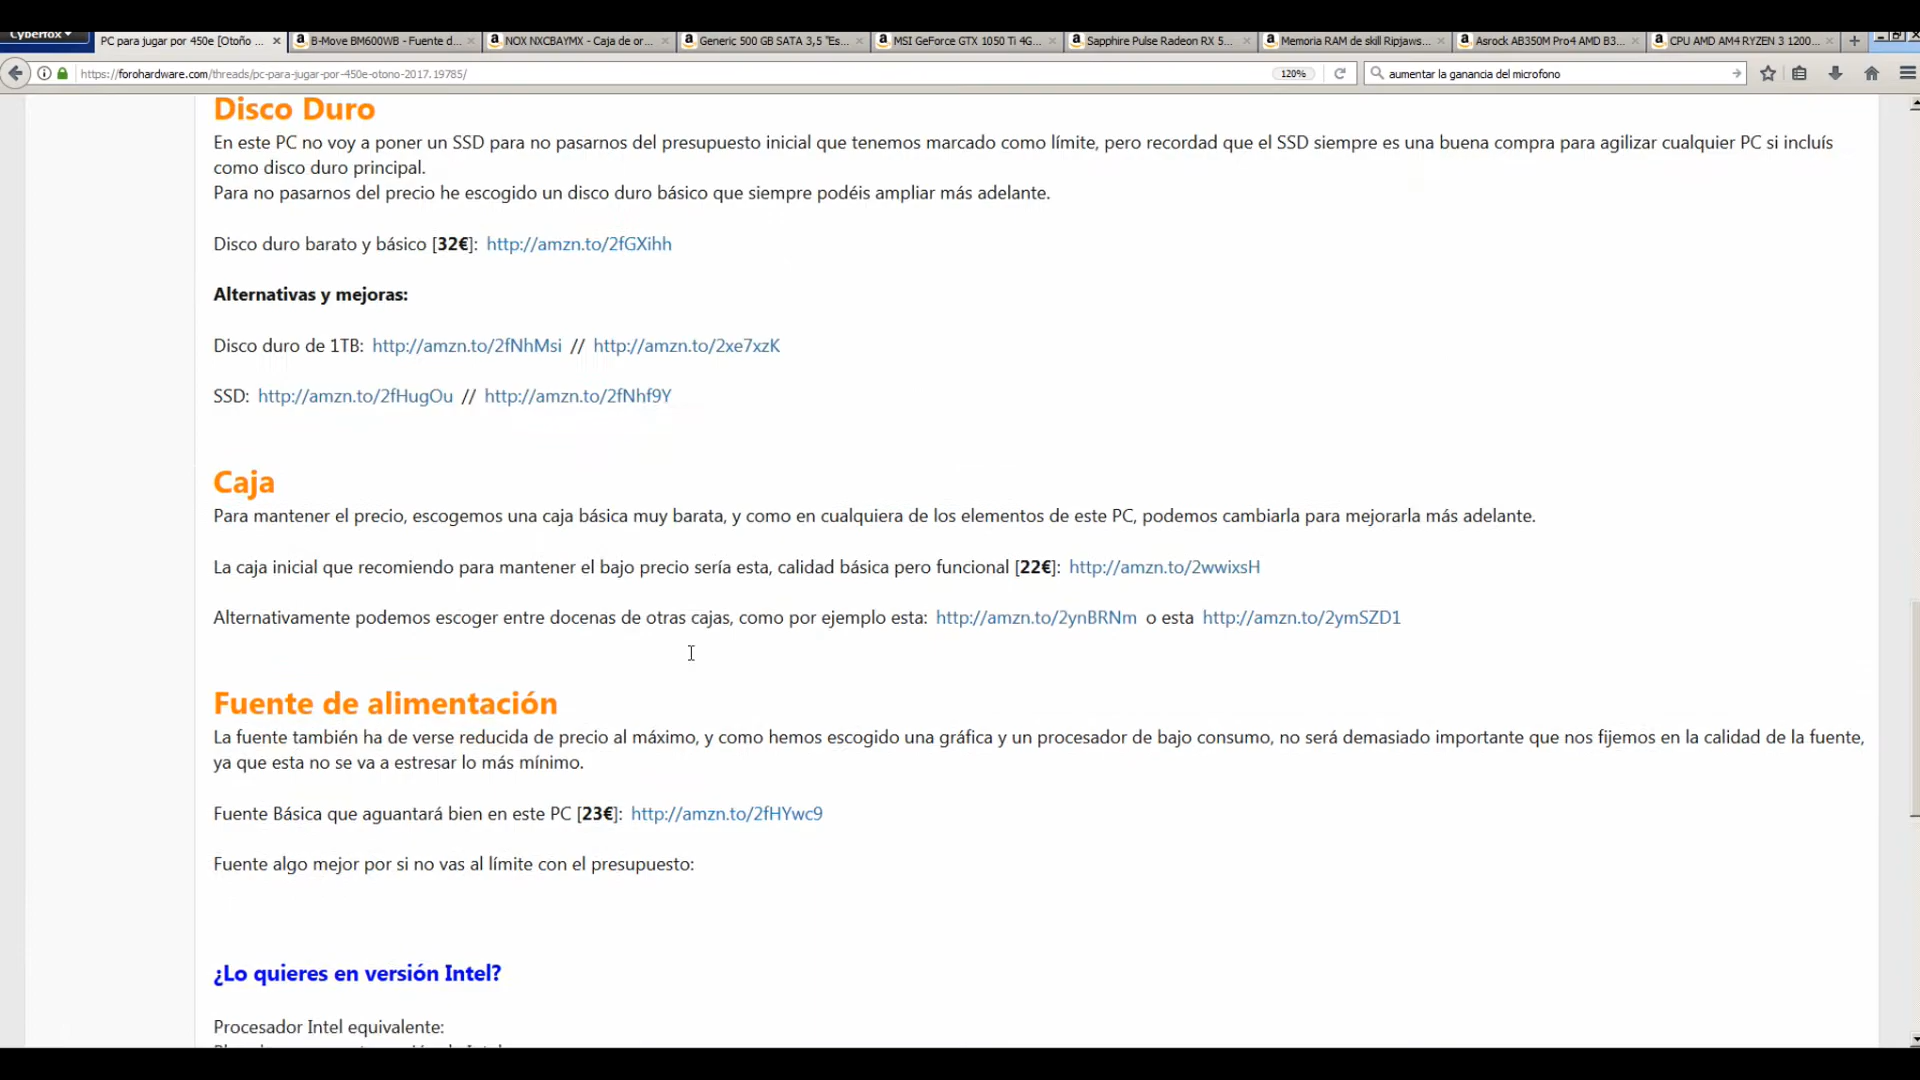 Cyberfox
PC para jugar por 450e [Otoño ...
B-Move BM600WB - Fuente d...
NOX NXCBAYMX - Caja de or...
Generic 500 GB SATA 3,5 "Es...
MSI GeForce GTX 1050 Ti 4G...
Sapphire Pulse Radeon RX 5...
Memoria RAM de skill Ripjaws...
Asrock AB350M Pro4 AMD B3...
CPU AMD AM4 RYZEN 3 1200...
https://forohardware.com/threads/pc-para-jugar-por-450e-otono-2017.19785/
120%
aumentar la ganancia del microfono
Disco Duro
En este PC no voy a poner un SSD para no pasarnos del presupuesto inicial que tenemos marcado como límite, pero recordad que el SSD siempre es una buena compra para agilizar cualquier PC si incluís
como disco duro principal.
Para no pasarnos del precio he escogido un disco duro básico que siempre podéis ampliar más adelante.
Disco duro barato y básico [32€]: http://amzn.to/2fGXihh
Alternativas y mejoras:
Disco duro de 1TB: http://amzn.to/2fNhMsi // http://amzn.to/2xe7xzK
SSD: http://amzn.to/2fHugOu // http://amzn.to/2fNhf9Y
Caja
Para mantener el precio, escogemos una caja básica muy barata, y como en cualquiera de los elementos de este PC, podemos cambiarla para mejorarla más adelante.
La caja inicial que recomiendo para mantener el bajo precio sería esta, calidad básica pero funcional [22€]: http://amzn.to/2wwixsH
Alternativamente podemos escoger entre docenas de otras cajas, como por ejemplo esta: http://amzn.to/2ynBRNm o esta http://amzn.to/2ymSZD1
Fuente de alimentación
La fuente también ha de verse reducida de precio al máximo, y como hemos escogido una gráfica y un procesador de bajo consumo, no será demasiado importante que nos fijemos en la calidad de la fuente,
ya que esta no se va a estresar lo más mínimo.
Fuente Básica que aguantará bien en este PC [23€]: http://amzn.to/2fHYwc9
Fuente algo mejor por si no vas al límite con el presupuesto:
¿Lo quieres en versión Intel?
Procesador Intel equivalente: